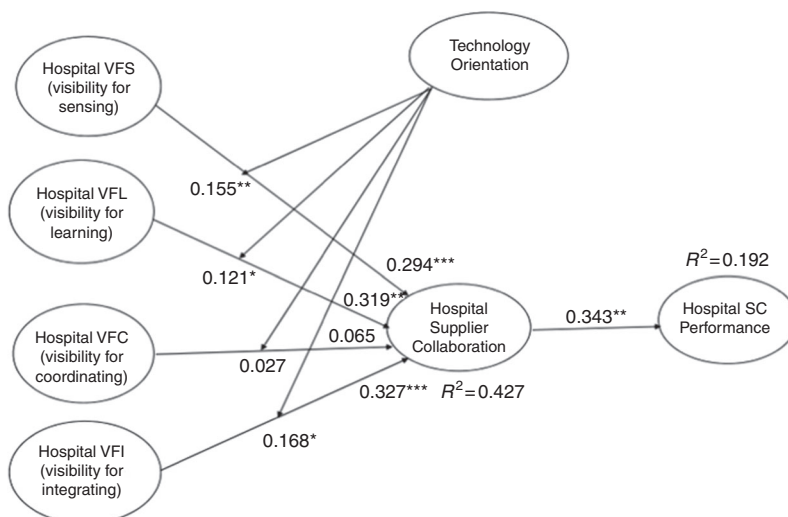 Technology
Orientation
Hospital VFS
(visibility for
sensing)
0.155**
Hospital VFL
(visibility for
learning)
0.121*
0.294***
0.319**
Hospital
Supplier
Collaboration
R²=0.427
0.343**
R²=0.192
Hospital SC
Performance
Hospital VFC
(visibility for
coordinating)
0.065
0.027
0.327***
Hospital VFI
(visibility for
integrating)
0.168*